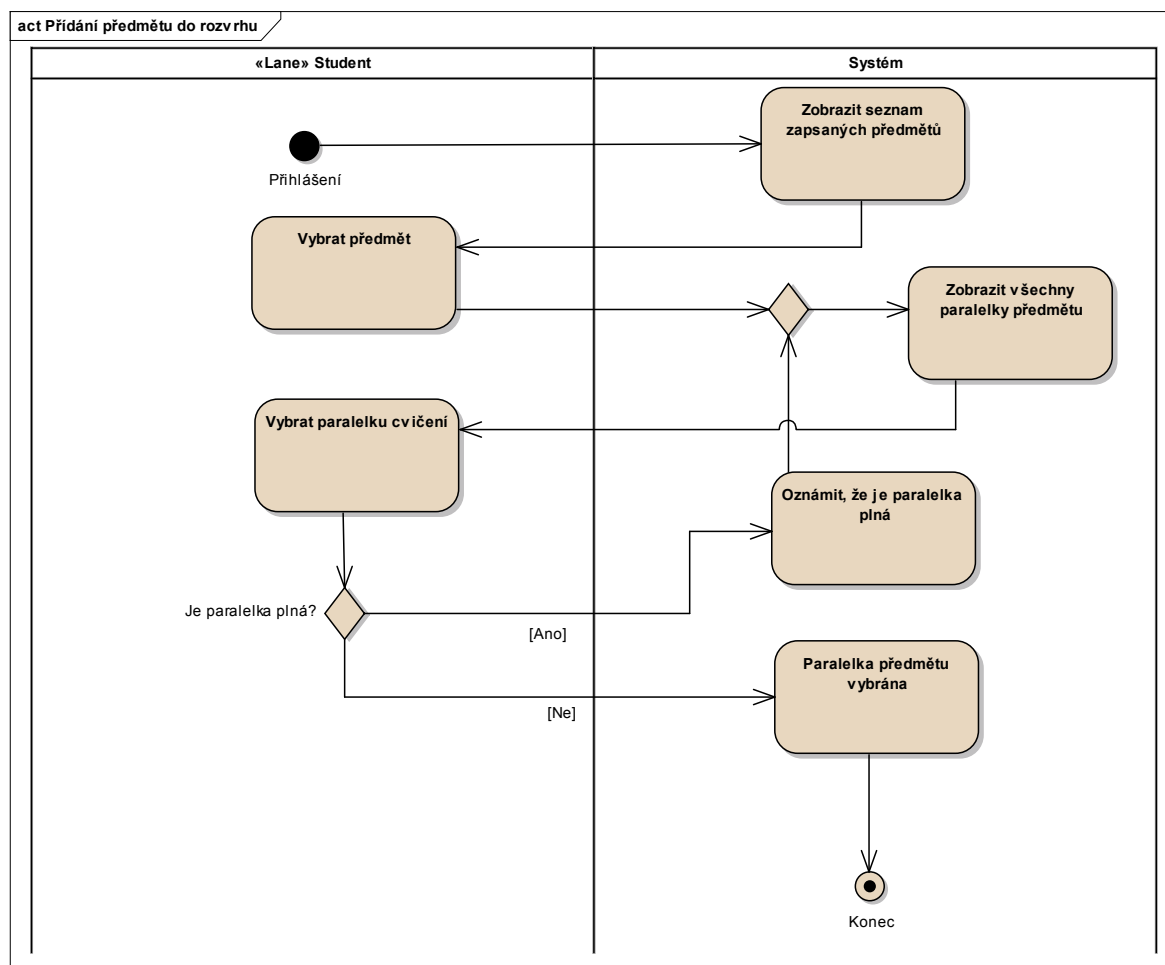 act Přídání předmětu do rozvrhu
«Lane» Student
Systém
Zobrazit seznam
zapsaných předmětů
Přihlášení
Vybrat předmět
Zobrazit všechny
paralelky předmětu
Vybrat paralelku cvičení
Oznámit, že je paralelka
plná
Je paralelka plná?
[Ano]
Paralelka předmětu
vybrána
[Ne]
Konec